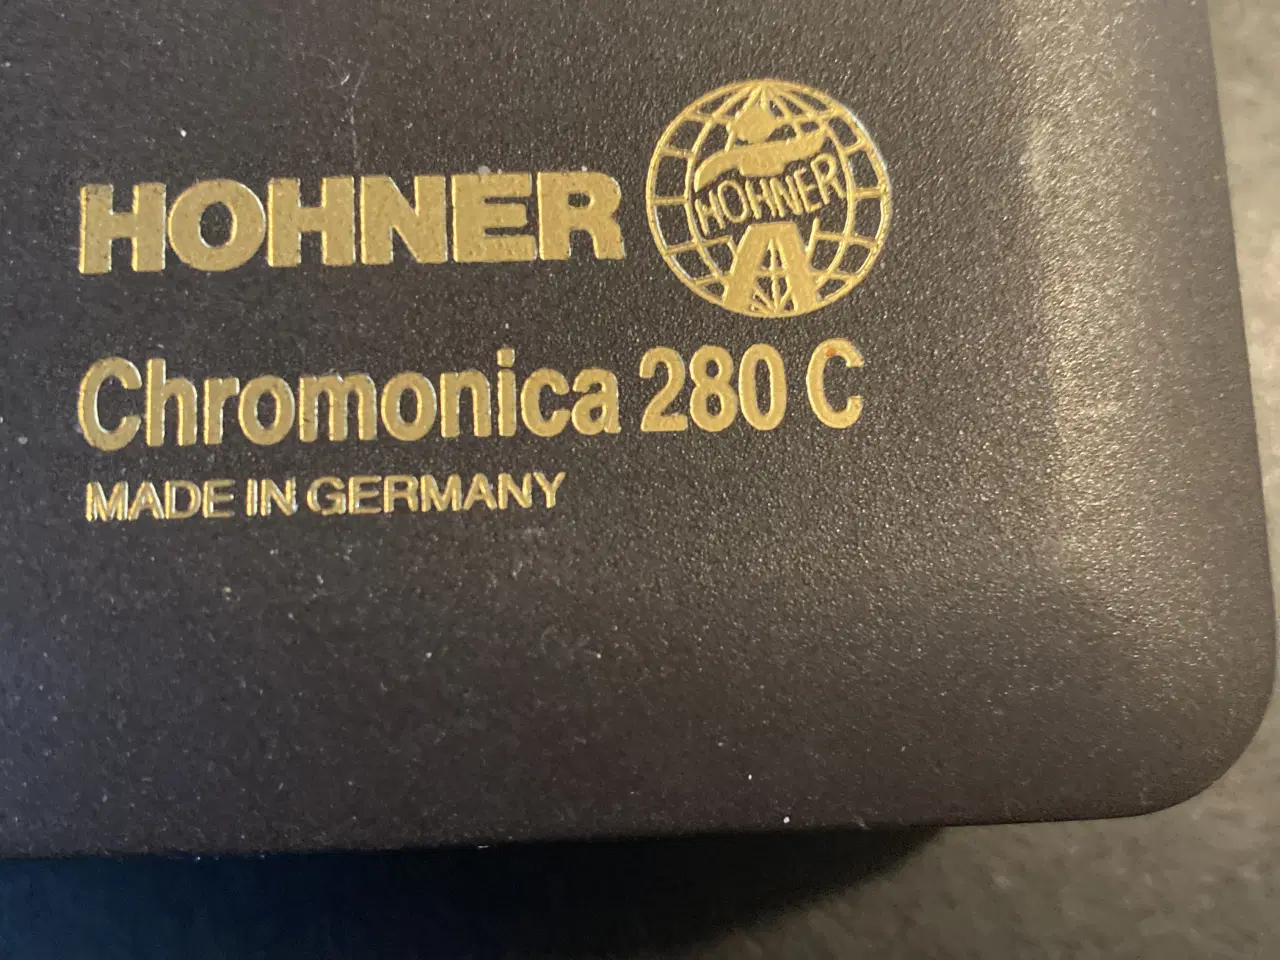 HOHNER
HOHNER
Chromonica 280 C
MADE IN GERMANY